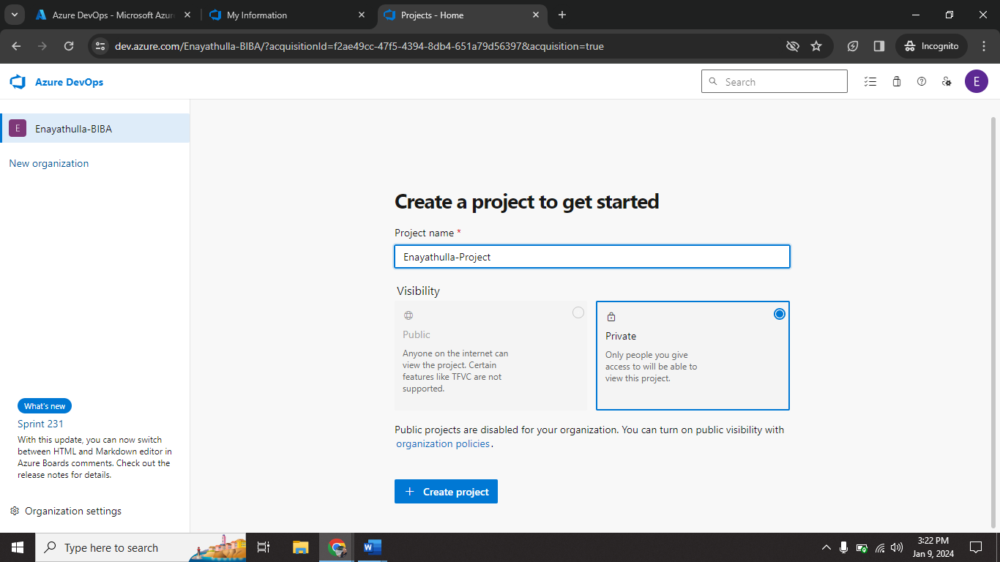 Azure DevOps - Microsoft Azure
My Information
Projects - Home
dev.azure.com/Enayathulla-BIBA/?acquisitionId=f2ae49cc-47f5-4394-8db4-651a79d56397&acquisition=true
Incognito
Azure DevOps
Search
E
E
Enayathulla-BIBA
New organization
Create a project to get started
Project name *
Enayathulla-Project
Visibility
Public
Anyone on the internet can
view the project. Certain
features like TFVC are not
supported.
Private
Only people you give
access to will be able to
view this project.
Public projects are disabled for your organization. You can turn on public visibility with
organization policies.
+ Create project
What's new
Sprint 231
With this update, you can now switch
between HTML and Markdown editor in
Azure Boards comments. Check out the
release notes for details.
Organization settings
Type here to search
W
3:22 PM
Jan 9, 2024